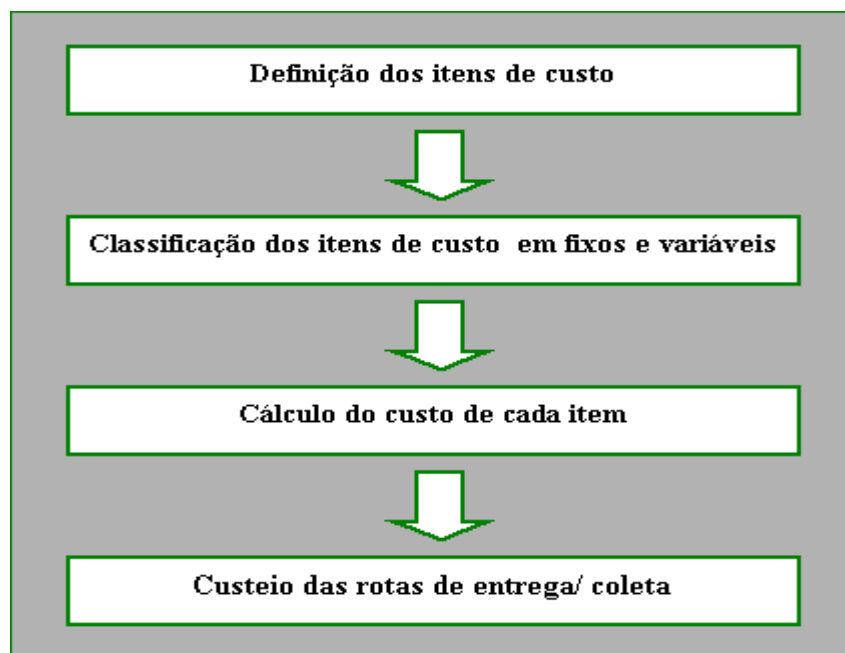 Definição dos itens de custo
Classificação dos itens de custo em fixos e variáveis
Cálculo do custo de cada item
Custeio das rotas de entrega/ coleta